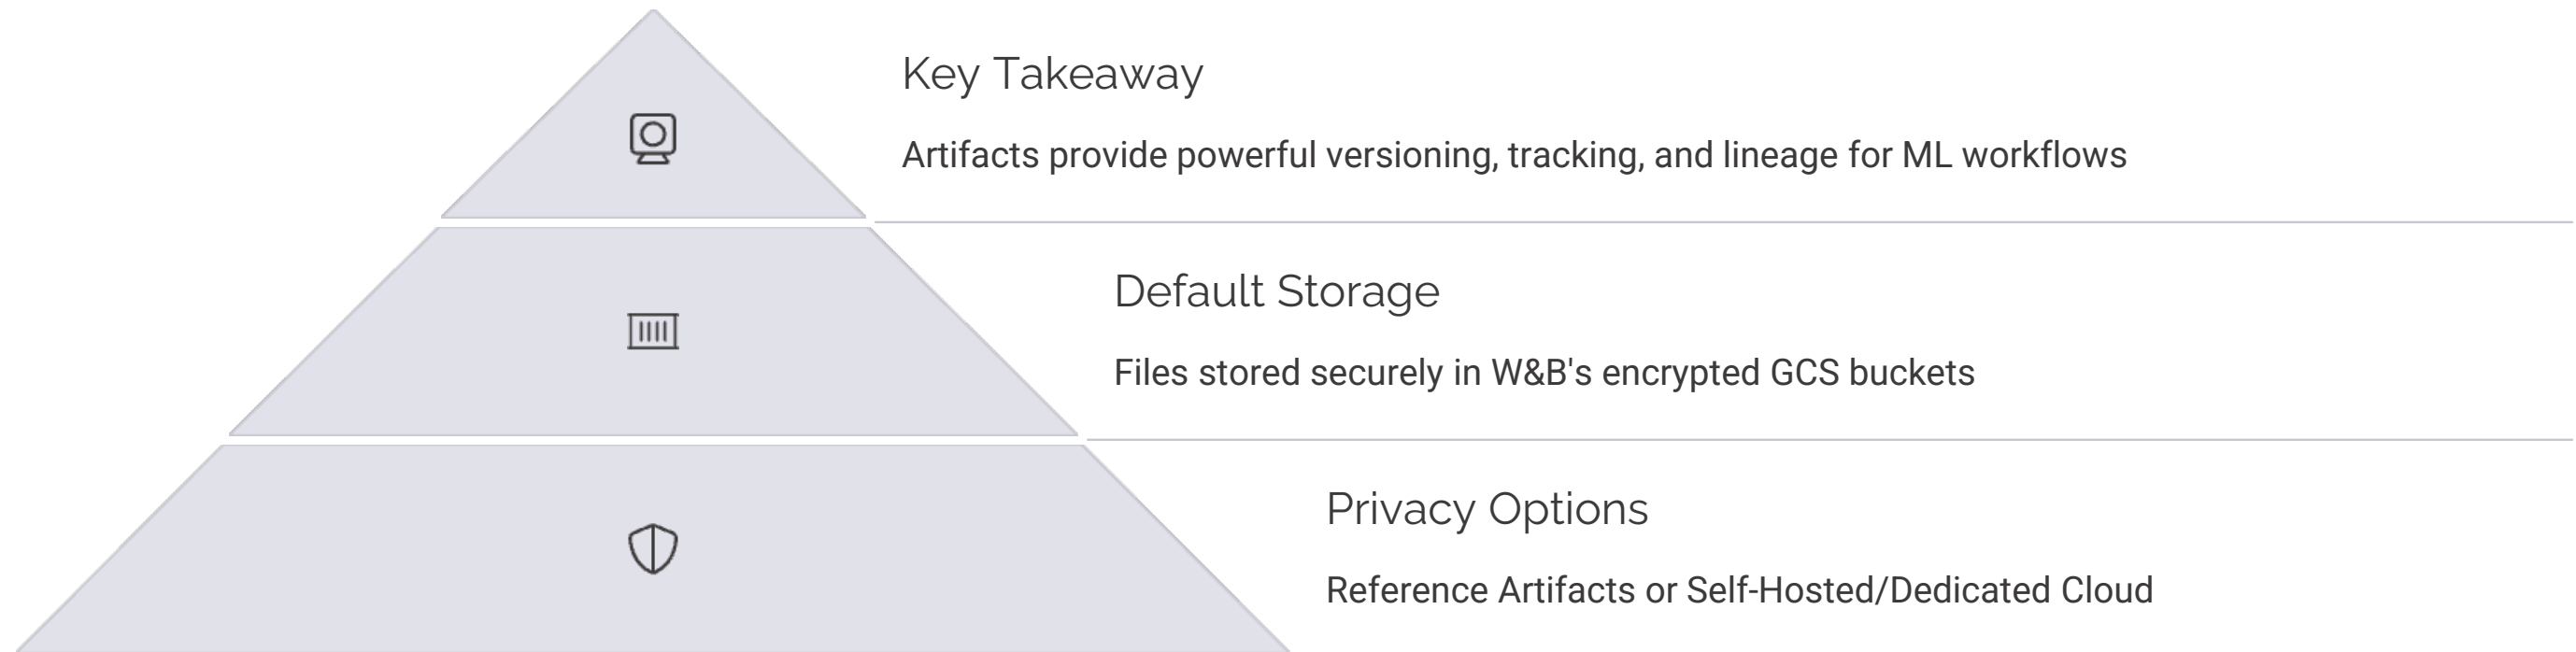 Key Takeaway
Artifacts provide powerful versioning, tracking, and lineage for ML workflows
Default Storage
Files stored securely in W&B's encrypted GCS buckets
Privacy Options
Reference Artifacts or Self-Hosted/Dedicated Cloud